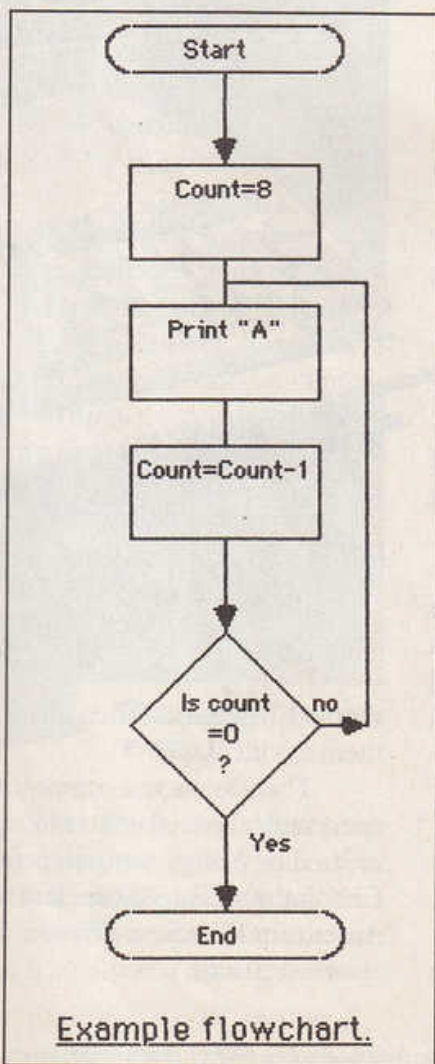 Start
Count=8
Print "A"
Count=Count-1
Is count
=0
?
no
Yes
End
Example flowchart.